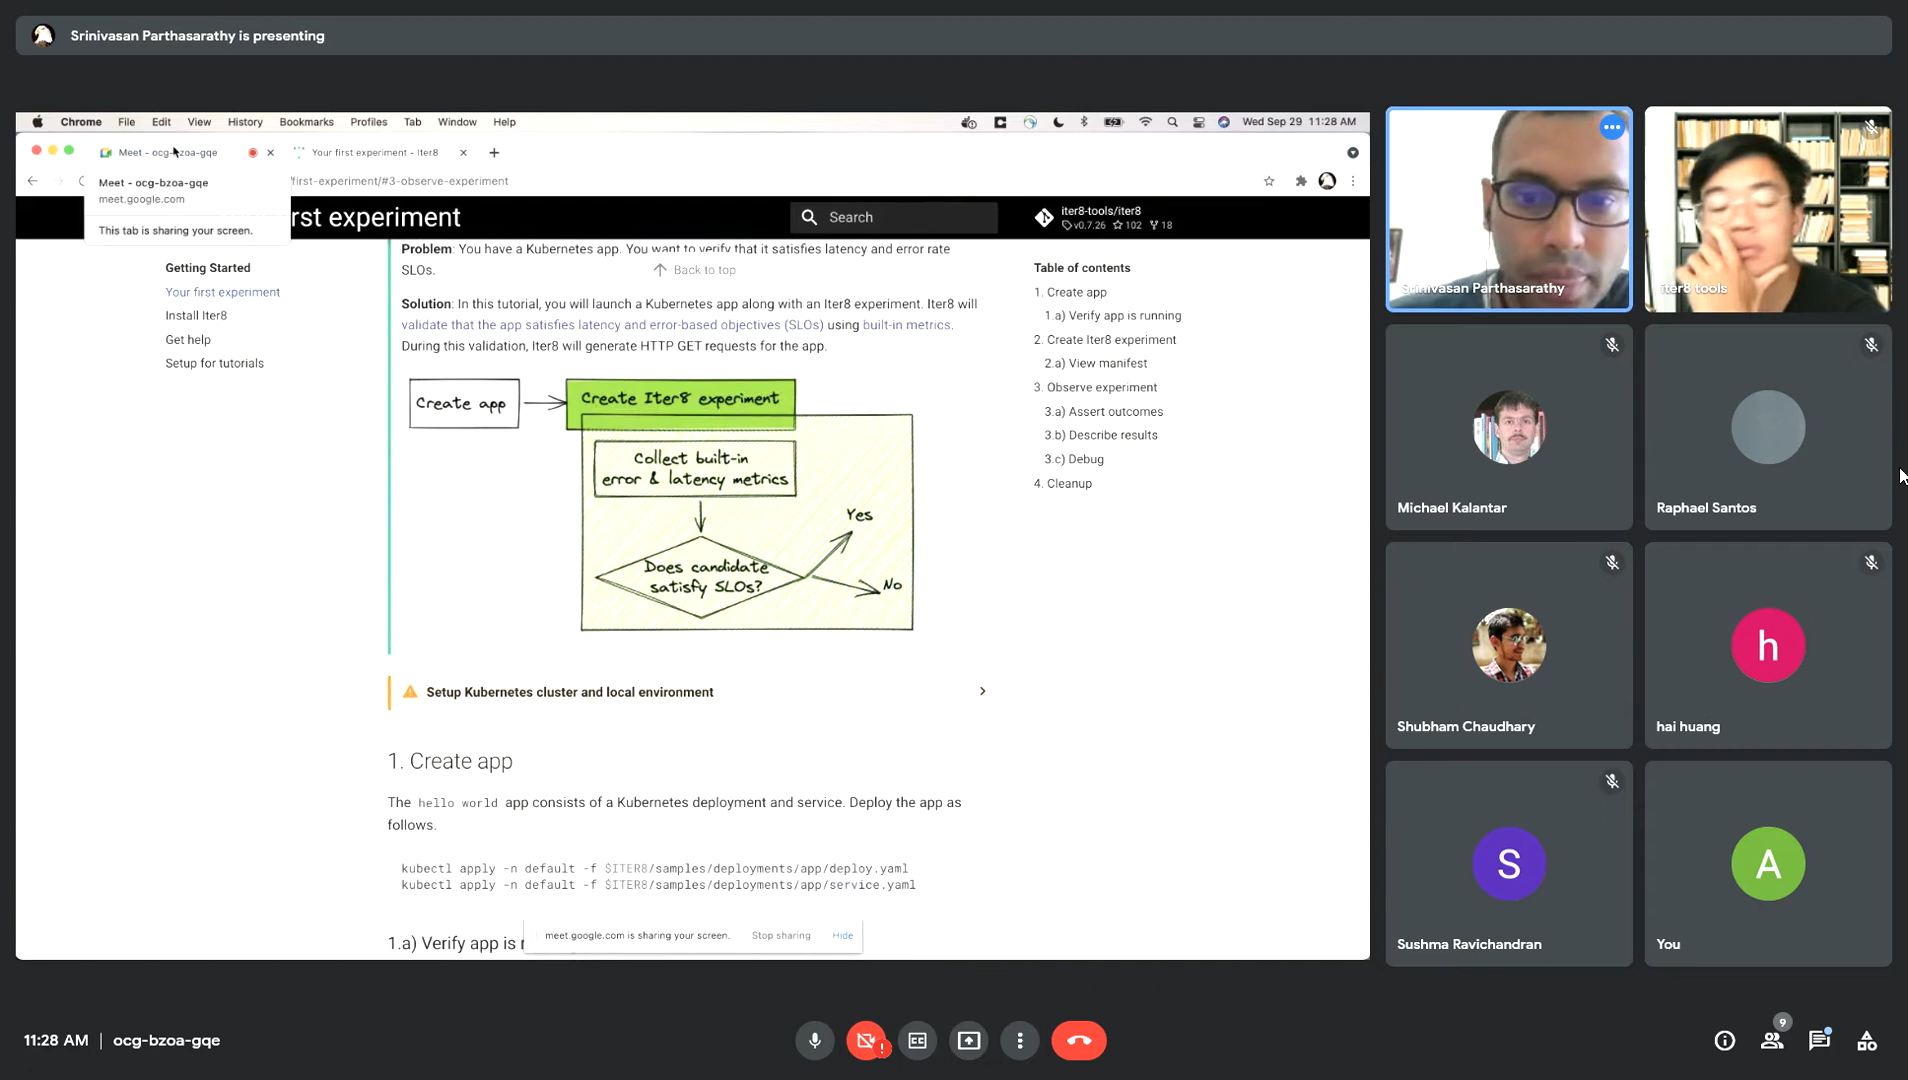 Srinivasan Parthasarathy is presenting
Chrome File Edit View History Bookmarks Profiles Tab Window Help
Wed Sep 29 11:28 AM
Meet - ocg-bzoa-gqe
Your first experiment - Iter8
first-experiment/#3-observe-experiment
Meet - ocg-bzoa-gqe
meet.google.com
This tab is sharing your screen.
rst experiment
Search
iter8-tools/iter8
v0.7.26 102 18
Getting Started
Your first experiment
Install Iter8
Get help
Setup for tutorials
Problem: You have a Kubernetes app. You want to verify that it satisfies latency and error rate
SLOs.
Back to top
Solution: In this tutorial, you will launch a Kubernetes app along with an Iter8 experiment. Iter8 will
validate that the app satisfies latency and error-based objectives (SLOs) using built-in metrics.
During this validation, Iter8 will generate HTTP GET requests for the app.
Create app
Create Iter8 experiment
Collect built-in
error & latency metrics
Does candidate
satisfy SLOs?
Yes
No
Setup Kubernetes cluster and local environment
1. Create app
The hello world app consists of a Kubernetes deployment and service. Deploy the app as
follows.
kubectl apply -n default -f $ITER8/samples/deployments/app/deploy.yaml
kubectl apply -n default -f $ITER8/samples/deployments/app/service.yaml
1.a) Verify app is r
meet.google.com is sharing your screen. Stop sharing Hide
Table of contents
1. Create app
1.a) Verify app is running
2. Create Iter8 experiment
2.a) View manifest
3. Observe experiment
3.a) Assert outcomes
3.b) Describe results
3.c) Debug
4. Cleanup
Srinivasan Parthasarathy
iter8 tools
Michael Kalantar
Raphael Santos
Shubham Chaudhary
h
hai huang
S
Sushma Ravichandran
A
You
11:28 AM | ocg-bzoa-gqe
CC
9